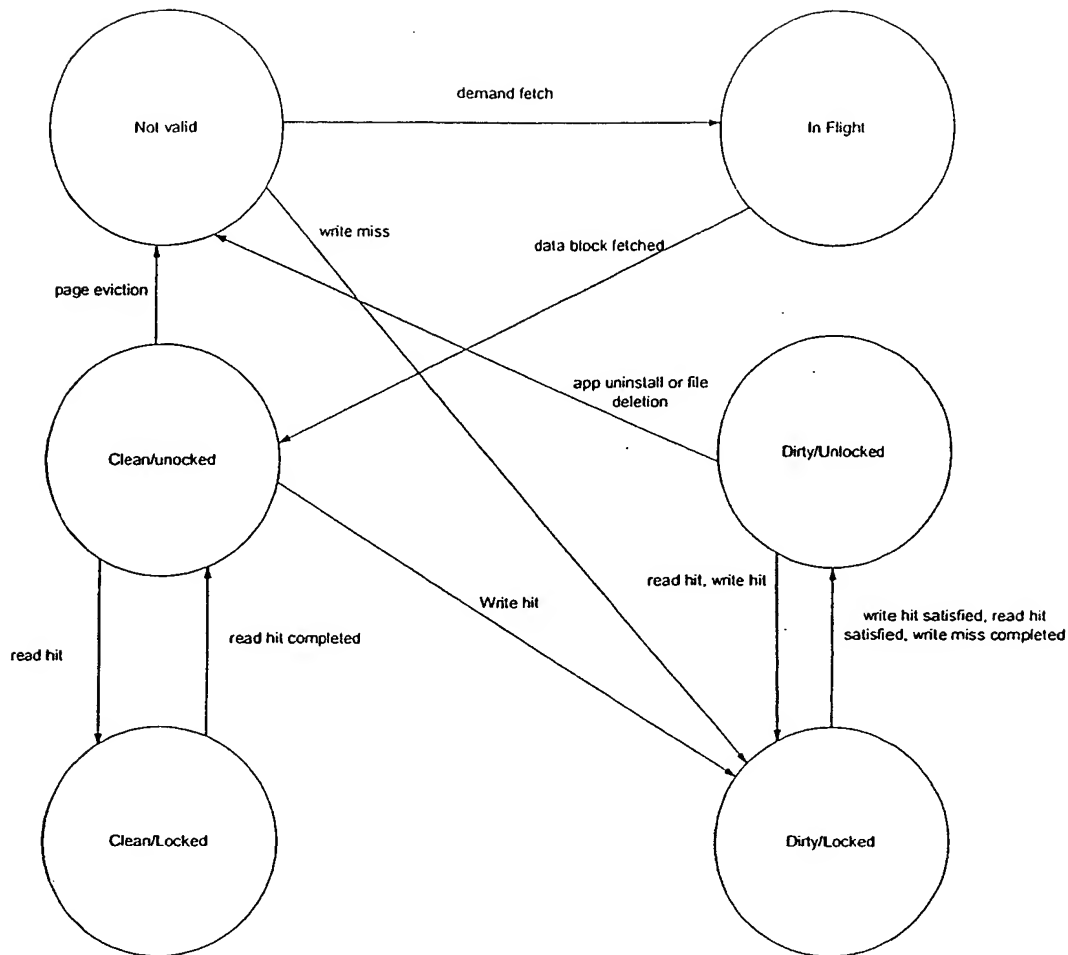 demand fetch
Not valid
In Flight
write miss
data block fetched
page eviction
app uninstall or file
deletion
Clean/unocked
Dirty/Unlocked
read hit, write hit
Write hit
write hit satisfied, read hit
satisfied, write miss completed
read hit completed
read hit
Clean/Locked
Dirty/Locked